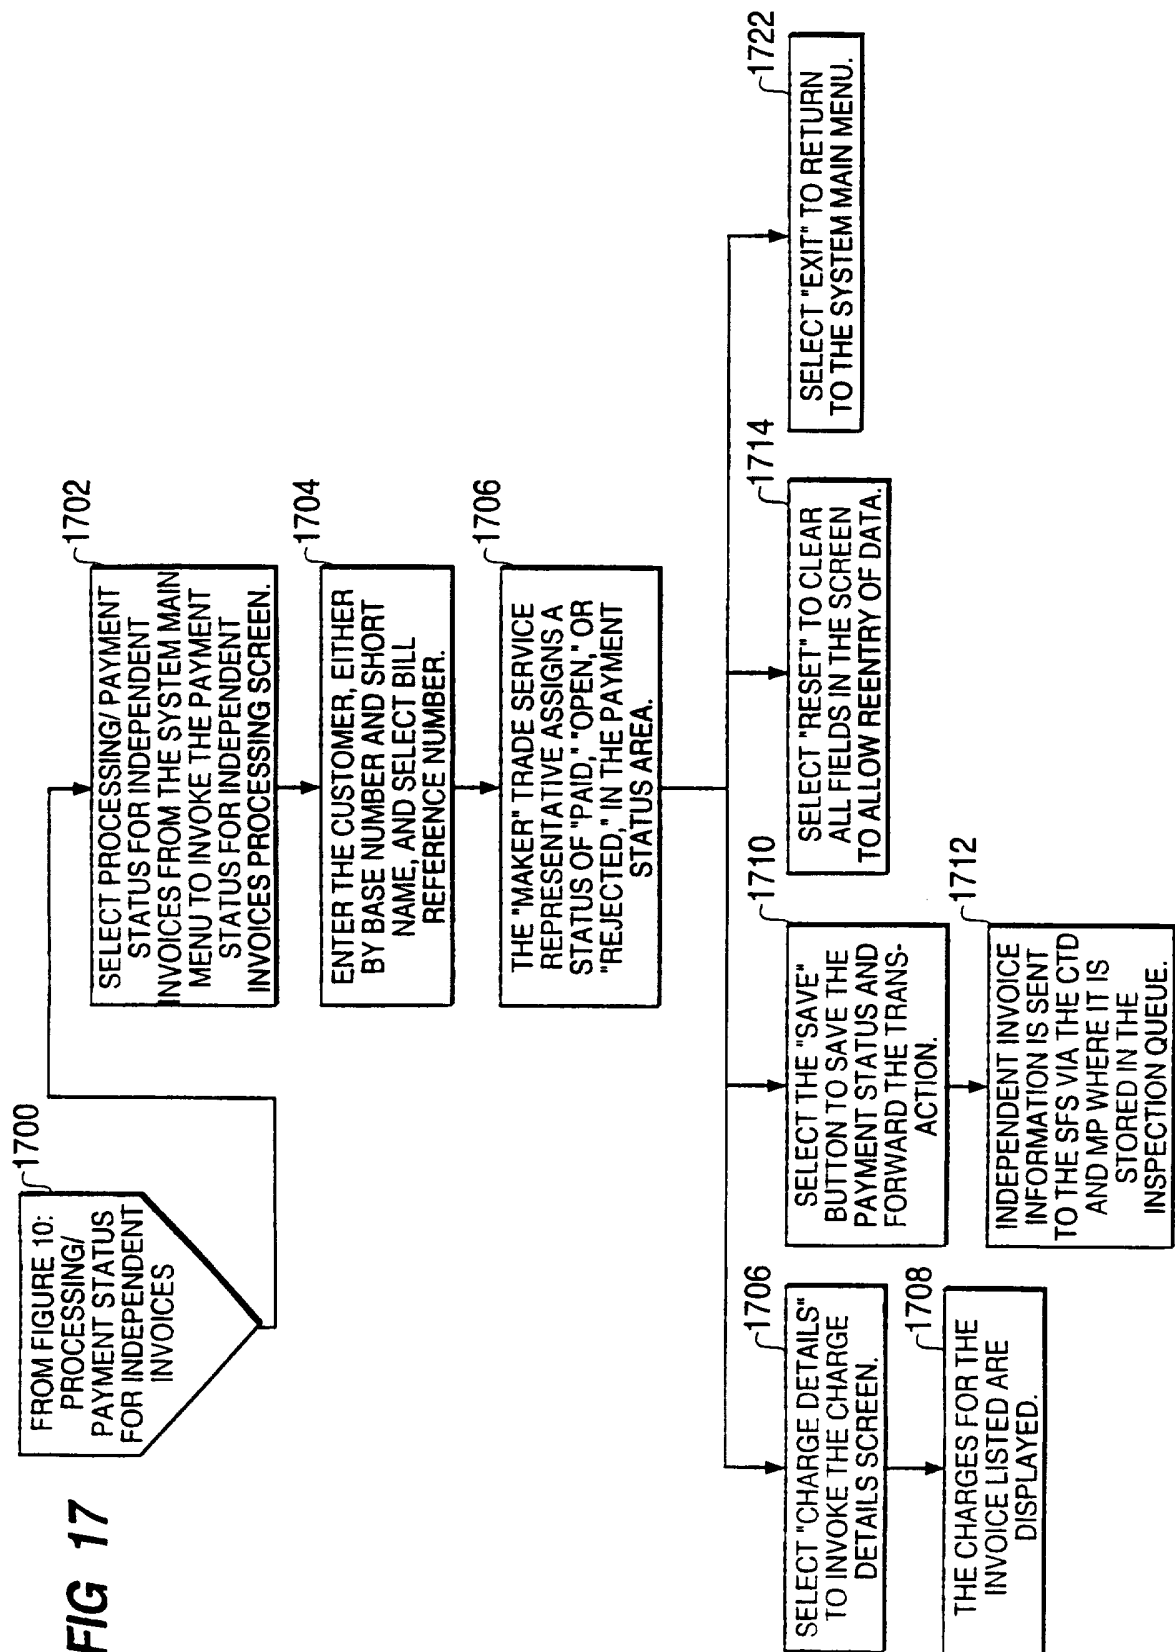 FIG 17
1700
FROM FIGURE 10:
PROCESSING/
PAYMENT STATUS
FOR INDEPENDENT
INVOICES
1702
SELECT PROCESSING/ PAYMENT
STATUS FOR INDEPENDENT
INVOICES FROM THE SYSTEM MAIN
MENU TO INVOKE THE PAYMENT
STATUS FOR INDEPENDENT
INVOICES PROCESSING SCREEN.
1704
ENTER THE CUSTOMER, EITHER
BY BASE NUMBER AND SHORT
NAME, AND SELECT BILL
REFERENCE NUMBER.
1706
THE "MAKER" TRADE SERVICE
REPRESENTATIVE ASSIGNS A
STATUS OF "PAID," "OPEN," OR
"REJECTED," IN THE PAYMENT
STATUS AREA.
1706
SELECT "CHARGE DETAILS"
TO INVOKE THE CHARGE
DETAILS SCREEN.
1708
THE CHARGES FOR THE
INVOICE LISTED ARE
DISPLAYED.
1710
SELECT THE "SAVE"
BUTTON TO SAVE THE
PAYMENT STATUS AND
FORWARD THE TRANS-
ACTION.
1712
INDEPENDENT INVOICE
INFORMATION IS SENT
TO THE SFS VIA THE CTD
AND MP WHERE IT IS
STORED IN THE
INSPECTION QUEUE.
1714
SELECT "RESET" TO CLEAR
ALL FIELDS IN THE SCREEN
TO ALLOW REENTRY OF DATA.
1722
SELECT "EXIT" TO RETURN
TO THE SYSTEM MAIN MENU.